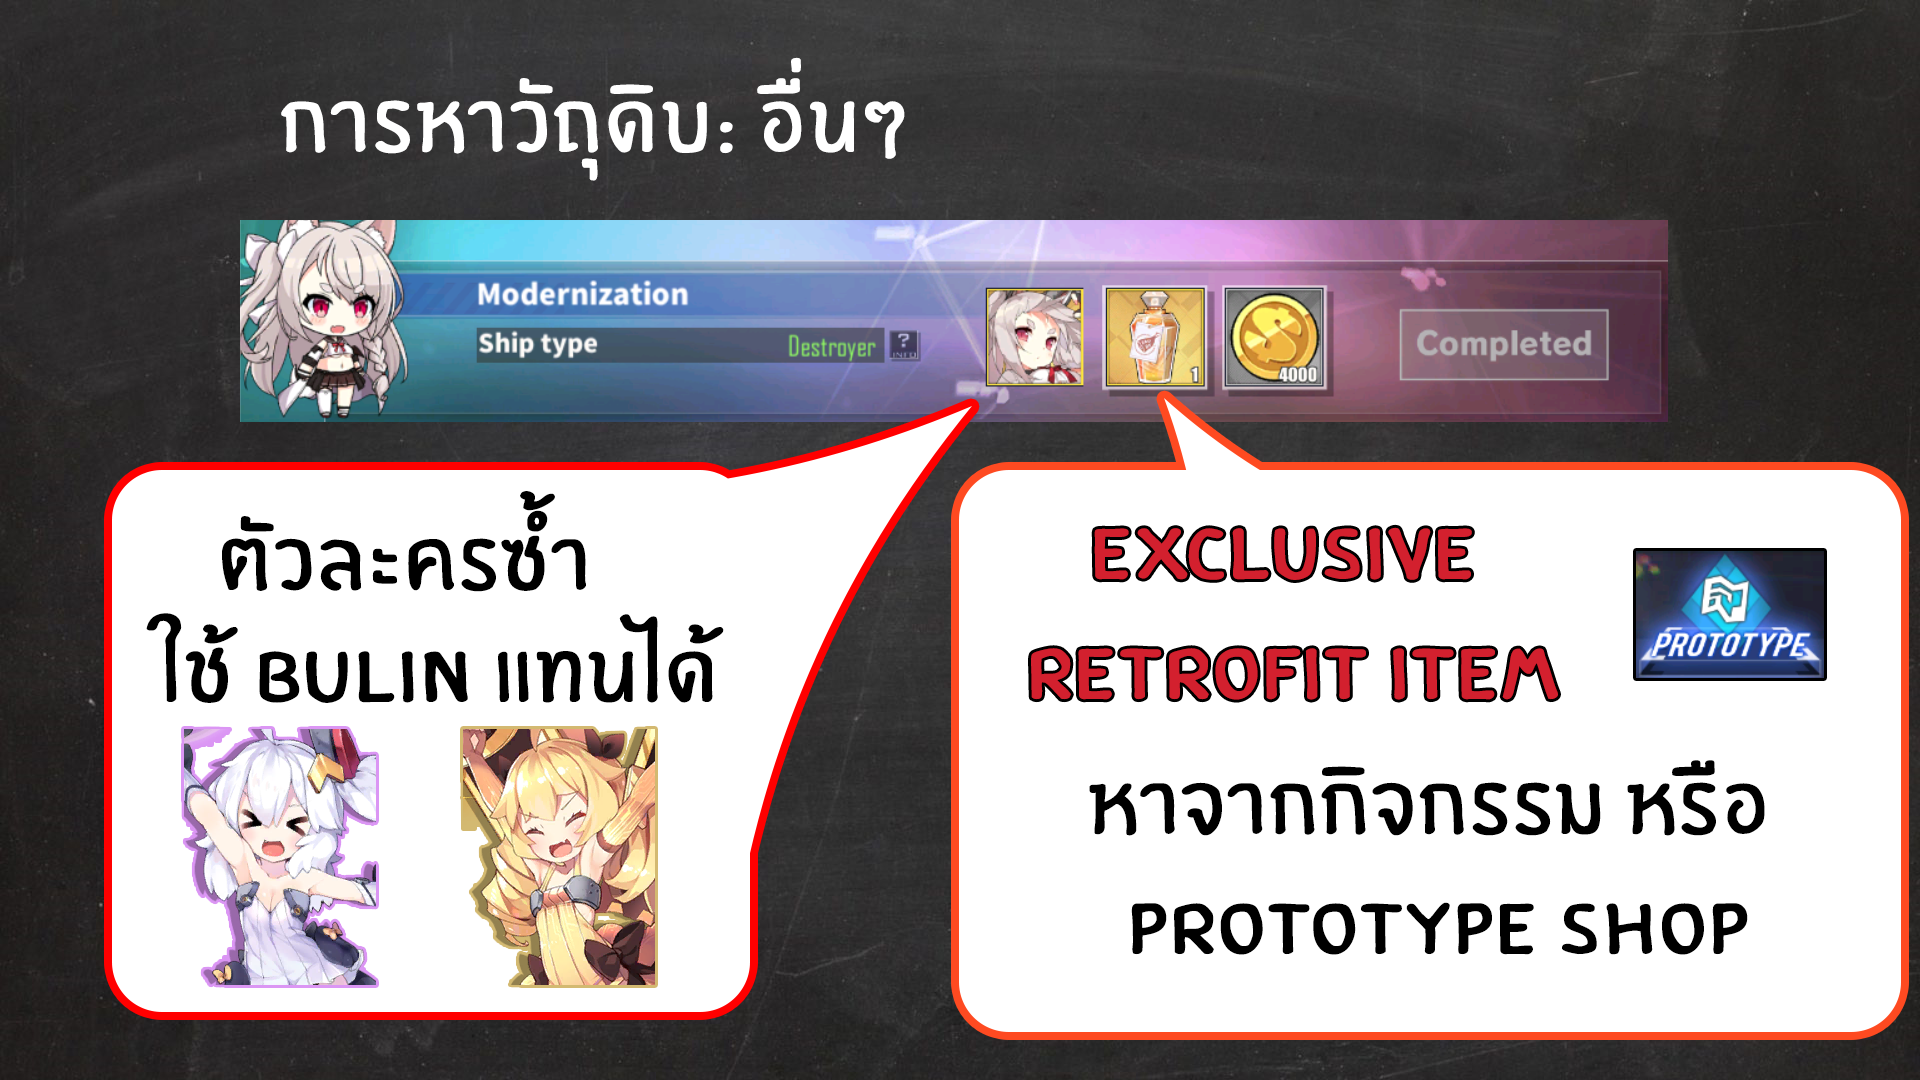 การหาวัถุดิบ: อื่นๆ
Modernization
Ship type Destroyer ? INFO
1 4000
Completed
ตัวละครซ้ำ
ใช้ BULIN แทนได้
EXCLUSIVE
RETROFIT ITEM
PROTOTYPE
หาจากกิจกรรม หรือ
PROTOTYPE SHOP